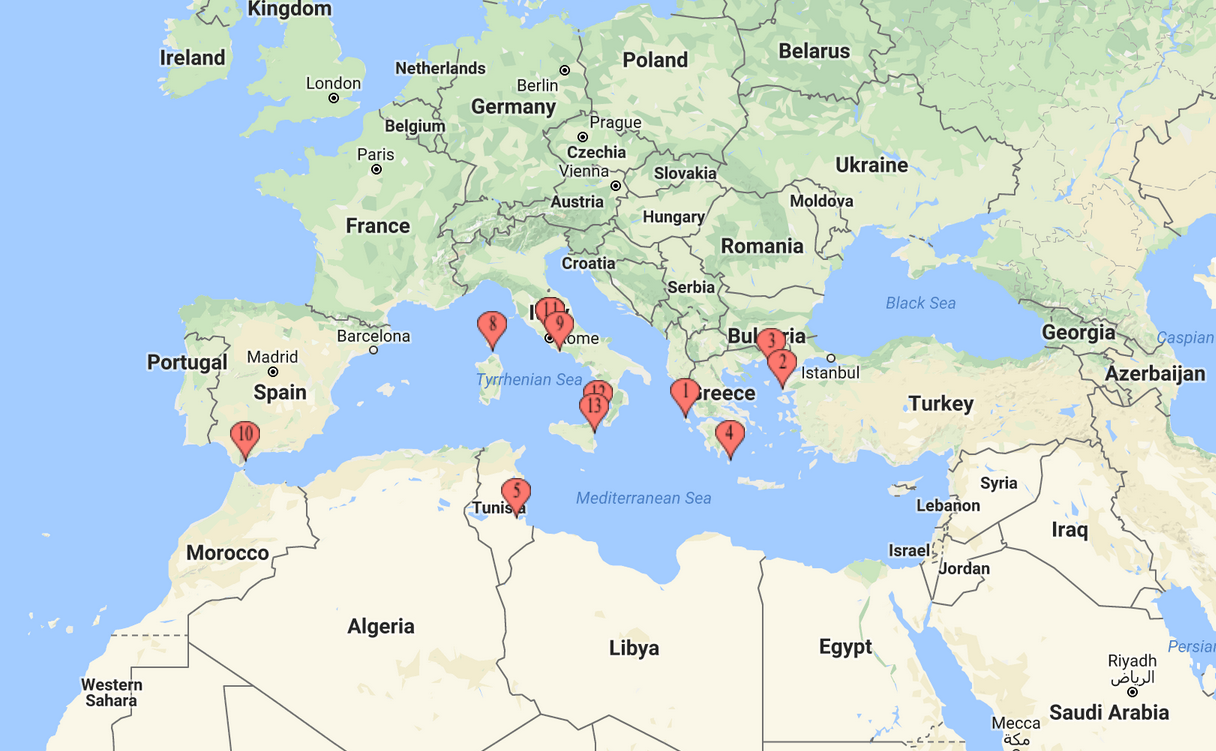 Kingdom
Ireland
London
Netherlands
Berlin
Poland
Belarus
Germany
Belgium
Prague
Czechia
Paris
Vienna
Slovakia
Ukraine
Austria
Moldova
France
Hungary
Romania
Croatia
Serbia
Black Sea
11
8
9
Rome
Barcelona
3
Bulgaria
Georgia
Caspian
Portugal
Madrid
2
Istanbul
Azerbaijan
Spain
Tyrrhenian Sea
12
1
Greece
Turkey
13
10
4
5
Tunisia
Mediterranean Sea
Syria
Lebanon
Iraq
Morocco
Israel
Jordan
Algeria
Libya
Egypt
Persian
Western
Sahara
Riyadh
الرياض
Saudi Arabia
Mecca
مكة